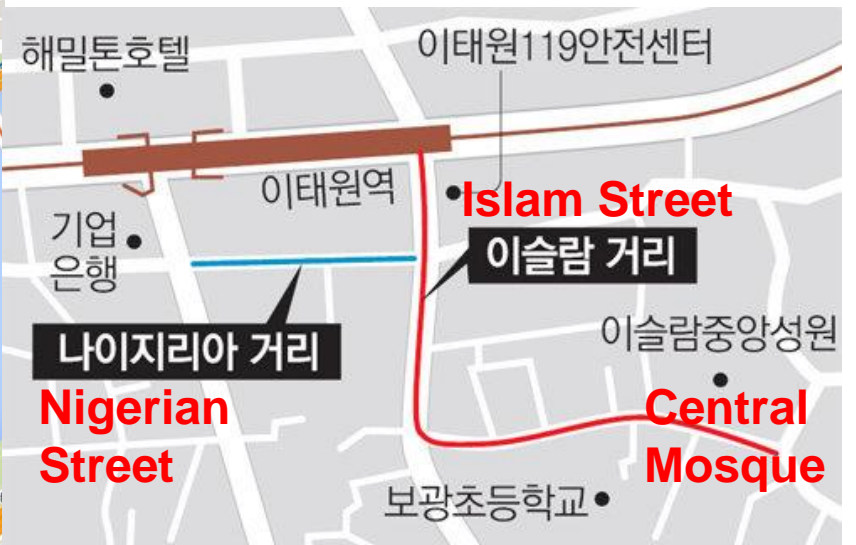 해밀톤호텔
이태원119안전센터
이태원역
Islam Street
기업
은행
이슬람 거리
나이지리아 거리
이슬람중앙성원
Nigerian
Street
Central
Mosque
보광초등학교